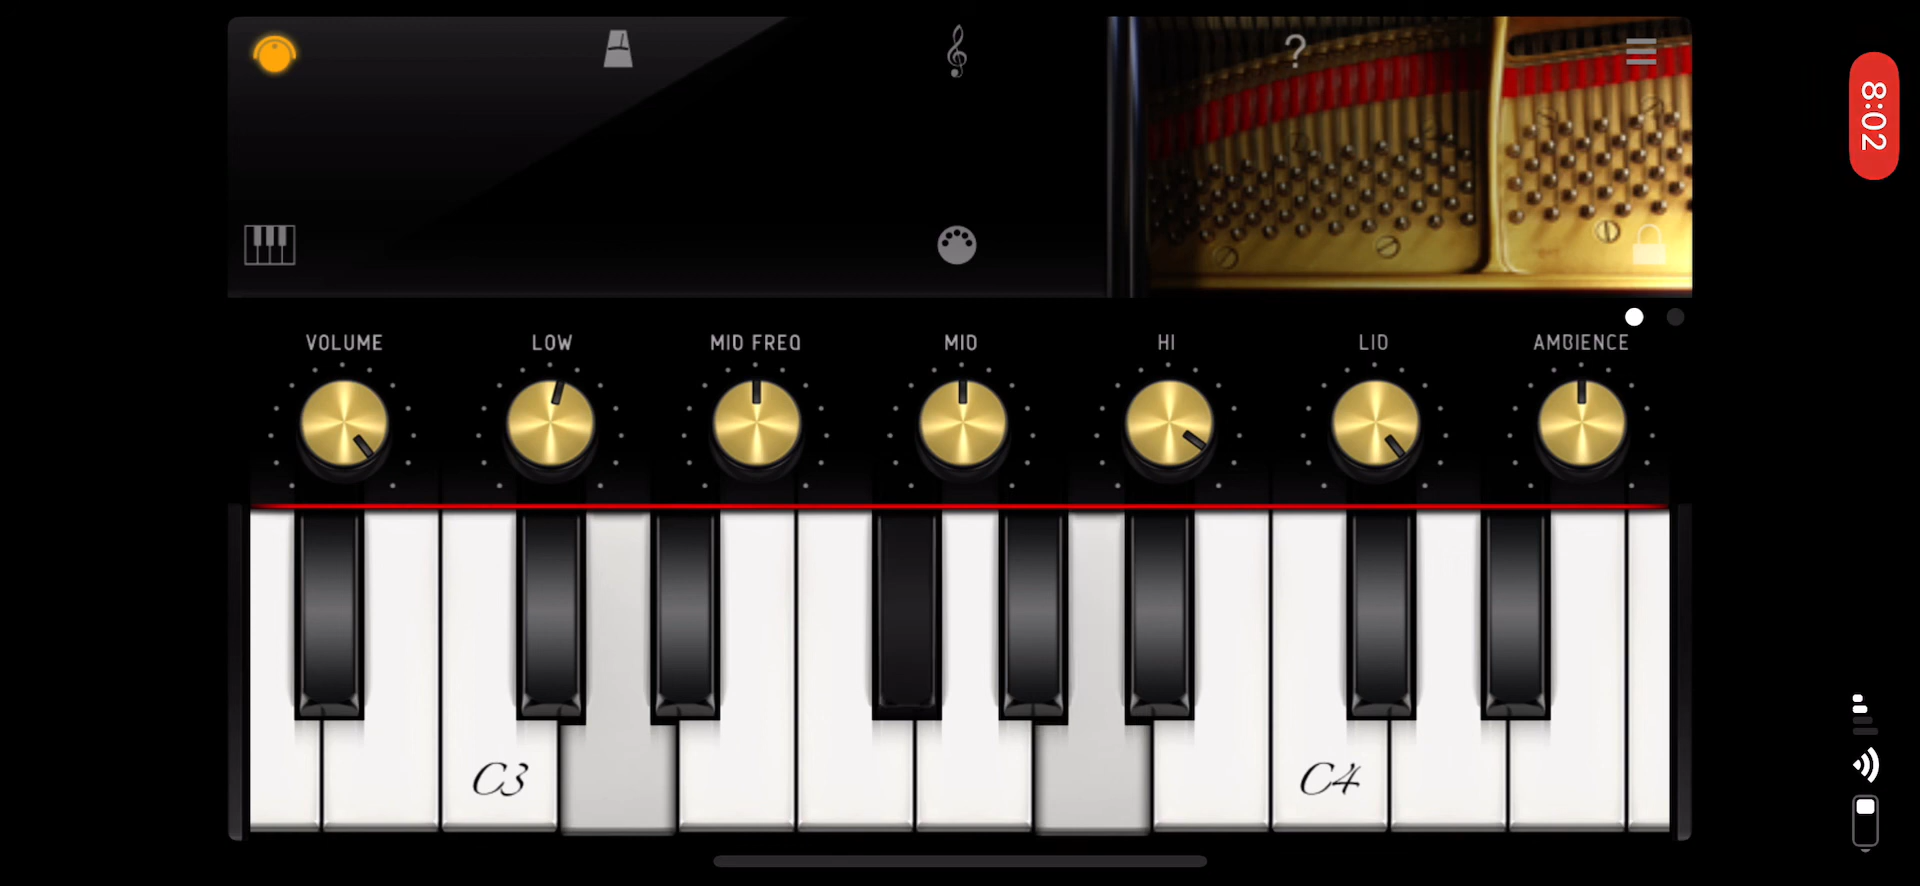 ?
8:02
VOLUME
LOW
MID FREQ
MID
HI
LID
AMBIENCE
C3
C4